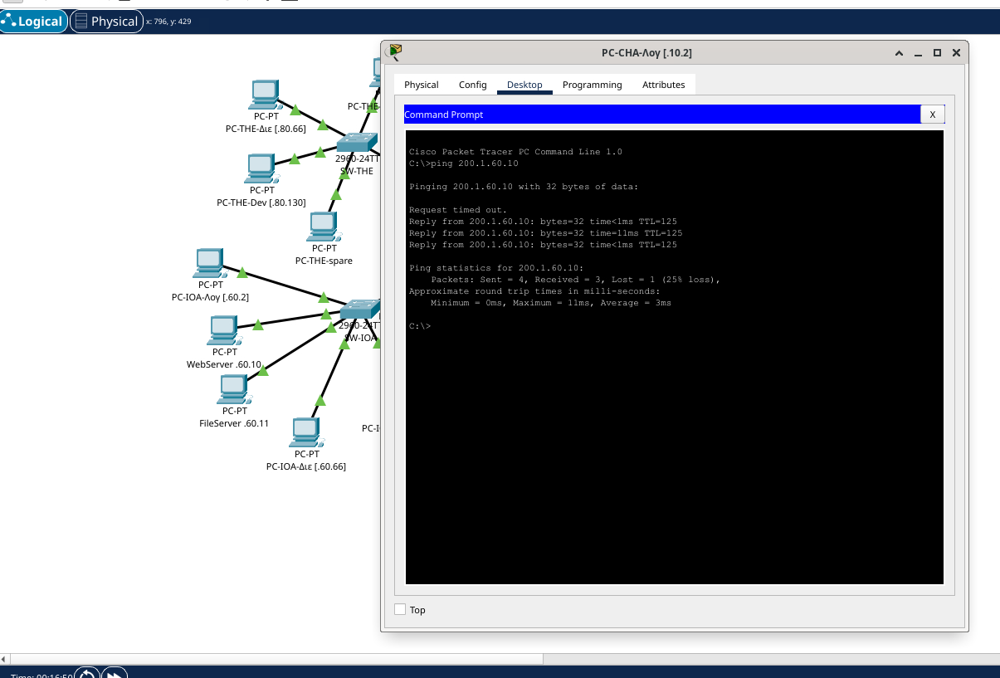 Logical
Physical
x: 796, y: 429
PC-PT
PC-THE-Διε [.80.66]
PC-THE-
2960-24TT
SW-THE
PC-PT
PC-THE-Dev [.80.130]
PC-PT
PC-THE-spare
PC-PT
PC-IOA-Λογ [.60.2]
2960-24TT
SW-IOA
PC-PT
WebServer .60.10
PC-PT
FileServer .60.11
PC-PT
PC-IOA-Διε [.60.66]
PC-CHA-Λογ [.10.2]
Physical
Config
Desktop
Programming
Attributes
Command Prompt
X
Cisco Packet Tracer PC Command Line 1.0
C:\>ping 200.1.60.10
Pinging 200.1.60.10 with 32 bytes of data:
Request timed out.
Reply from 200.1.60.10: bytes=32 time<1ms TTL=125
Reply from 200.1.60.10: bytes=32 time=11ms TTL=125
Reply from 200.1.60.10: bytes=32 time<1ms TTL=125
Ping statistics for 200.1.60.10:
Packets: Sent = 4, Received = 3, Lost = 1 (25% loss),
Approximate round trip times in milli-seconds:
Minimum = 0ms, Maximum = 11ms, Average = 3ms
C:\>
Top
Time: 00:16:50